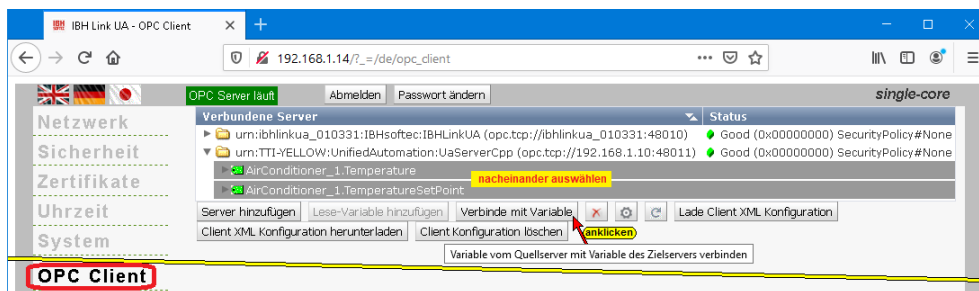 IBH Link UA - OPC Client
192.168.1.14/?_=/de/opc_client
OPC Server läuft Abmelden Passwort ändern single-core
Netzwerk
Sicherheit
Zertifikate
Uhrzeit
System
OPC Client
Verbundene Server Status
urn:ibhlinkua_010331:IBHsoftec:IBHLinkUA (opc.tcp://ibhlinkua_010331:48010) Good (0x00000000) SecurityPolicy#None
urn:TTI-YELLOW:UnifiedAutomation:UaServerCpp (opc.tcp://192.168.1.10:48011) Good (0x00000000) SecurityPolicy#None
AirConditioner_1.Temperature
nacheinander auswählen
AirConditioner_1.TemperatureSetPoint
Server hinzufügen Lese-Variable hinzufügen Verbinde mit Variable Lade Client XML Konfiguration
Client XML Konfiguration herunterladen Client Konfiguration löschen anklicken
Variable vom Quellserver mit Variable des Zielservers verbinden